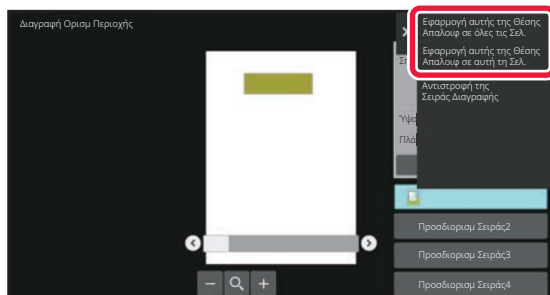 Διαγραφή Ορισμ Περιοχής
Εφαρμογή αυτής της Θέσης
Απαλοιφ σε όλες τις Σελ.
Εφαρμογή αυτής της Θέσης
Απαλοιφ σε αυτή τη Σελ.
Αντιστροφή της
Σειράς Διαγραφής
Προσδιορισμ Σειράς2
Προσδιορισμ Σειράς3
Προσδιορισμ Σειράς4